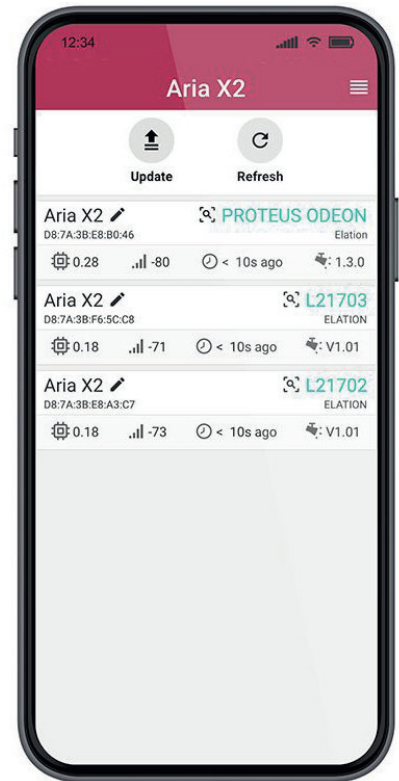 12:34
Aria X2
Update Refresh
Aria X2 PROTEUS ODEON
D8:7A:3B:E8:B0:46 Elation
0.28 -80 < 10s ago : 1.3.0
Aria X2 L21703
D8:7A:3B:F6:5C:C8 ELATION
0.18 -71 < 10s ago : V1.01
Aria X2 L21702
D8:7A:3B:E8:A3:C7 ELATION
0.18 -73 < 10s ago : V1.01